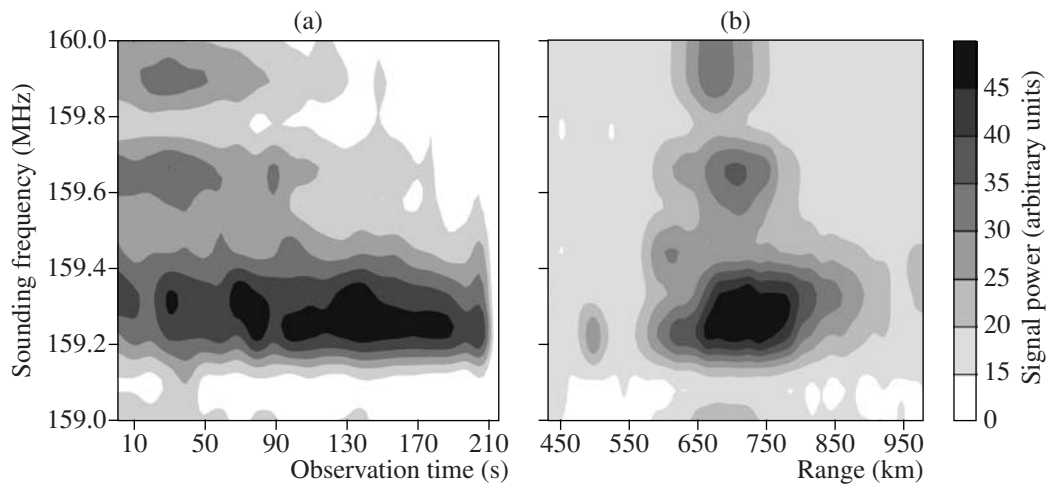 (a)
(b)
Sounding frequency (MHz)
160.0
159.8
159.6
159.4
159.2
159.0
10 50 90 130 170 210
Observation time (s)
450 550 650 750 850 950
Range (km)
45
40
35
30
25
20
15
0
Signal power (arbitrary units)